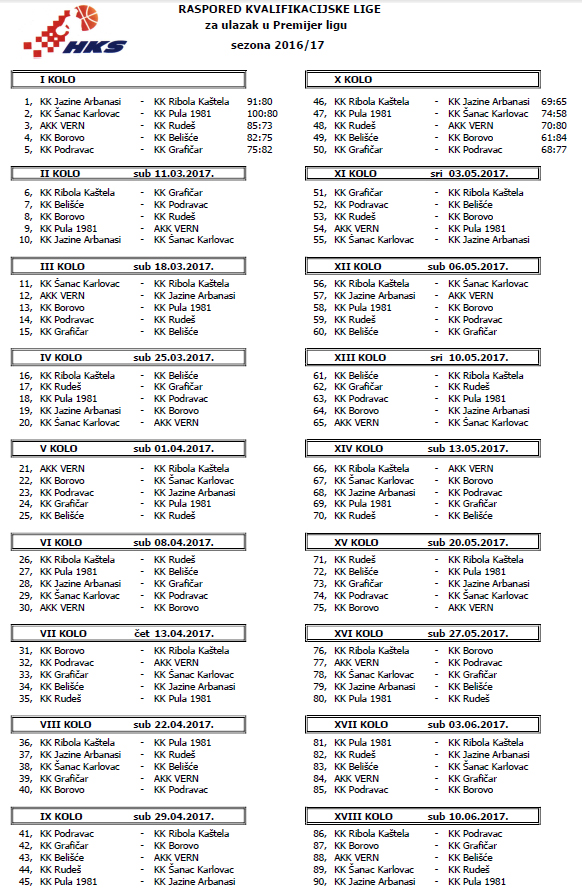 RASPORED KVALIFIKACIJSKE LIGE
za ulazak u Premijer ligu
sezona 2016/17
HKS
I KOLO
1, KK Jazine Arbanasi - KK Ribola Kaštela 91:80
2, KK Šanac Karlovac - KK Pula 1981 100:80
3, AKK VERN - KK Rudeš 85:73
4, KK Borovo - KK Belišće 82:75
5, KK Podravac - KK Grafičar 75:82
II KOLO sub 11.03.2017.
6, KK Ribola Kaštela - KK Grafičar
7, KK Belišće - KK Podravac
8, KK Borovo - KK Rudeš
9, KK Pula 1981 - AKK VERN
10, KK Jazine Arbanasi - KK Šanac Karlovac
III KOLO sub 18.03.2017.
11, KK Šanac Karlovac - KK Ribola Kaštela
12, AKK VERN - KK Jazine Arbanasi
13, KK Borovo - KK Pula 1981
14, KK Podravac - KK Rudeš
15, KK Grafičar - KK Belišće
IV KOLO sub 25.03.2017.
16, KK Ribola Kaštela - KK Belišće
17, KK Rudeš - KK Grafičar
18, KK Pula 1981 - KK Podravac
19, KK Jazine Arbanasi - KK Borovo
20, KK Šanac Karlovac - AKK VERN
V KOLO sub 01.04.2017.
21, AKK VERN - KK Ribola Kaštela
22, KK Borovo - KK Šanac Karlovac
23, KK Podravac - KK Jazine Arbanasi
24, KK Grafičar - KK Pula 1981
25, KK Belišće - KK Rudeš
VI KOLO sub 08.04.2017.
26, KK Ribola Kaštela - KK Rudeš
27, KK Pula 1981 - KK Belišće
28, KK Jazine Arbanasi - KK Grafičar
29, KK Šanac Karlovac - KK Podravac
30, AKK VERN - KK Borovo
VII KOLO čet 13.04.2017.
31, KK Borovo - KK Ribola Kaštela
32, KK Podravac - AKK VERN
33, KK Grafičar - KK Šanac Karlovac
34, KK Belišće - KK Jazine Arbanasi
35, KK Rudeš - KK Pula 1981
VIII KOLO sub 22.04.2017.
36, KK Ribola Kaštela - KK Pula 1981
37, KK Jazine Arbanasi - KK Rudeš
38, KK Šanac Karlovac - KK Belišće
39, KK Grafičar - AKK VERN
40, KK Borovo - KK Podravac
IX KOLO sub 29.04.2017.
41, KK Podravac - KK Ribola Kaštela
42, KK Grafičar - KK Borovo
43, KK Belišće - AKK VERN
44, KK Rudeš - KK Šanac Karlovac
45, KK Pula 1981 - KK Jazine Arbanasi
X KOLO
46, KK Ribola Kaštela - KK Jazine Arbanasi 69:65
47, KK Pula 1981 - KK Šanac Karlovac 74:58
48, KK Rudeš - AKK VERN 70:80
49, KK Belišće - KK Borovo 61:84
50, KK Grafičar - KK Podravac 68:77
XI KOLO sri 03.05.2017.
51, KK Grafičar - KK Ribola Kaštela
52, KK Podravac - KK Belišće
53, KK Rudeš - KK Borovo
54, AKK VERN - KK Pula 1981
55, KK Šanac Karlovac - KK Jazine Arbanasi
XII KOLO sub 06.05.2017.
56, KK Ribola Kaštela - KK Šanac Karlovac
57, KK Jazine Arbanasi - AKK VERN
58, KK Pula 1981 - KK Borovo
59, KK Rudeš - KK Podravac
60, KK Belišće - KK Grafičar
XIII KOLO sri 10.05.2017.
61, KK Belišće - KK Ribola Kaštela
62, KK Grafičar - KK Rudeš
63, KK Podravac - KK Pula 1981
64, KK Borovo - KK Jazine Arbanasi
65, AKK VERN - KK Šanac Karlovac
XIV KOLO sub 13.05.2017.
66, KK Ribola Kaštela - AKK VERN
67, KK Šanac Karlovac - KK Borovo
68, KK Jazine Arbanasi - KK Podravac
69, KK Pula 1981 - KK Grafičar
70, KK Rudeš - KK Belišće
XV KOLO sub 20.05.2017.
71, KK Rudeš - KK Ribola Kaštela
72, KK Belišće - KK Pula 1981
73, KK Grafičar - KK Jazine Arbanasi
74, KK Podravac - KK Šanac Karlovac
75, KK Borovo - AKK VERN
XVI KOLO sub 27.05.2017.
76, KK Ribola Kaštela - KK Borovo
77, AKK VERN - KK Podravac
78, KK Šanac Karlovac - KK Grafičar
79, KK Jazine Arbanasi - KK Belišće
80, KK Pula 1981 - KK Rudeš
XVII KOLO sub 03.06.2017.
81, KK Pula 1981 - KK Ribola Kaštela
82, KK Rudeš - KK Jazine Arbanasi
83, KK Belišće - KK Šanac Karlovac
84, AKK VERN - KK Grafičar
85, KK Podravac - KK Borovo
XVIII KOLO sub 10.06.2017.
86, KK Ribola Kaštela - KK Podravac
87, KK Borovo - KK Grafičar
88, AKK VERN - KK Belišće
89, KK Šanac Karlovac - KK Rudeš
90, KK Jazine Arbanasi - KK Pula 1981